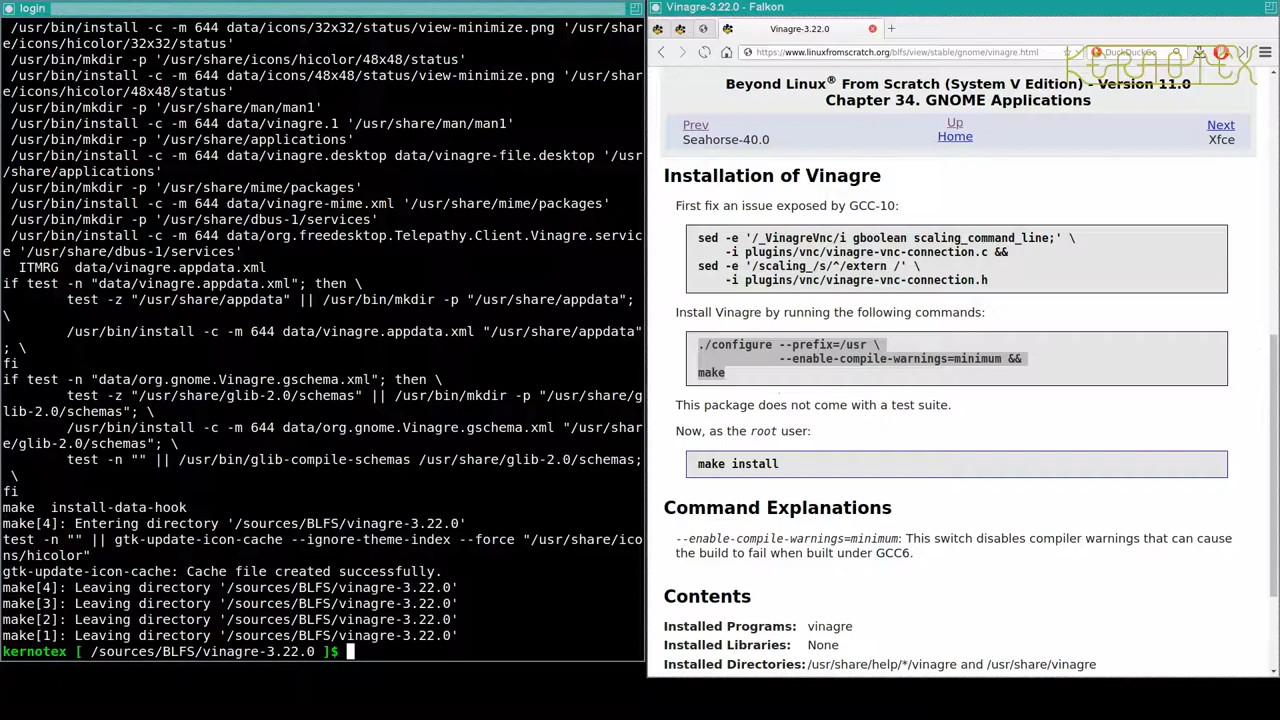 login
/usr/bin/install -c -m 644 data/icons/32x32/status/view-minimize.png '/usr/shar
e/icons/hicolor/32x32/status'
/usr/bin/mkdir -p '/usr/share/icons/hicolor/48x48/status'
/usr/bin/install -c -m 644 data/icons/48x48/status/view-minimize.png '/usr/shar
e/icons/hicolor/48x48/status'
/usr/bin/mkdir -p '/usr/share/man/man1'
/usr/bin/install -c -m 644 data/vinagre.1 '/usr/share/man/man1'
/usr/bin/mkdir -p '/usr/share/applications'
/usr/bin/install -c -m 644 data/vinagre.desktop data/vinagre-file.desktop '/usr
/share/applications'
/usr/bin/mkdir -p '/usr/share/mime/packages'
/usr/bin/install -c -m 644 data/vinagre-mime.xml '/usr/share/mime/packages'
/usr/bin/mkdir -p '/usr/share/dbus-1/services'
/usr/bin/install -c -m 644 data/org.freedesktop.Telepathy.Client.Vinagre.servic
e '/usr/share/dbus-1/services'
ITMRG data/vinagre.appdata.xml
if test -n "data/vinagre.appdata.xml"; then \
test -z "/usr/share/appdata" || /usr/bin/mkdir -p "/usr/share/appdata";
\
/usr/bin/install -c -m 644 data/vinagre.appdata.xml "/usr/share/appdata"
; \
fi
if test -n "data/org.gnome.Vinagre.gschema.xml"; then \
test -z "/usr/share/glib-2.0/schemas" || /usr/bin/mkdir -p "/usr/share/g
lib-2.0/schemas"; \
/usr/bin/install -c -m 644 data/org.gnome.Vinagre.gschema.xml "/usr/shar
e/glib-2.0/schemas"; \
test -n "" || /usr/bin/glib-compile-schemas /usr/share/glib-2.0/schemas;
\
fi
make install-data-hook
make[4]: Entering directory '/sources/BLFS/vinagre-3.22.0'
test -n "" || gtk-update-icon-cache --ignore-theme-index --force "/usr/share/ico
ns/hicolor"
gtk-update-icon-cache: Cache file created successfully.
make[4]: Leaving directory '/sources/BLFS/vinagre-3.22.0'
make[3]: Leaving directory '/sources/BLFS/vinagre-3.22.0'
make[2]: Leaving directory '/sources/BLFS/vinagre-3.22.0'
make[1]: Leaving directory '/sources/BLFS/vinagre-3.22.0'
kernotex [ /sources/BLFS/vinagre-3.22.0 ]$
Vinagre-3.22.0 - Falkon
Vinagre-3.22.0
https://www.linuxfromscratch.org/blfs/view/stable/gnome/vinagre.html
DuckDuckGo
KERNOTEX
Beyond Linux® From Scratch (System V Edition) - Version 11.0
Chapter 34. GNOME Applications
Prev
Up
Next
Seahorse-40.0
Home
Xfce
Installation of Vinagre
First fix an issue exposed by GCC-10:
sed -e '/_VinagreVnc/i gboolean scaling_command_line;' \
-i plugins/vnc/vinagre-vnc-connection.c &&
sed -e '/scaling_/s/^/extern /' \
-i plugins/vnc/vinagre-vnc-connection.h
Install Vinagre by running the following commands:
./configure --prefix=/usr \
--enable-compile-warnings=minimum &&
make
This package does not come with a test suite.
Now, as the root user:
make install
Command Explanations
--enable-compile-warnings=minimum: This switch disables compiler warnings that can cause
the build to fail when built under GCC6.
Contents
Installed Programs: vinagre
Installed Libraries: None
Installed Directories: /usr/share/help/*/vinagre and /usr/share/vinagre